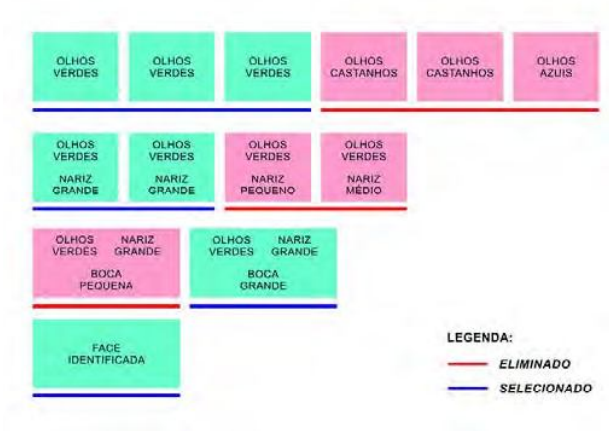 OLHOS
VERDES
OLHOS
VERDES
OLHOS
VERDES
OLHOS
CASTANHOS
OLHOS
CASTANHOS
OLHOS
AZUIS
OLHOS
VERDES
NARIZ
GRANDE
OLHOS
VERDES
NARIZ
GRANDE
OLHOS
VERDES
NARIZ
PEQUENO
OLHOS
VERDES
NARIZ
MÉDIO
OLHOS NARIZ
VERDES GRANDE
BOCA
PEQUENA
OLHOS NARIZ
VERDES GRANDE
BOCA
GRANDE
FACE
IDENTIFICADA
LEGENDA:
ELIMINADO
SELECIONADO